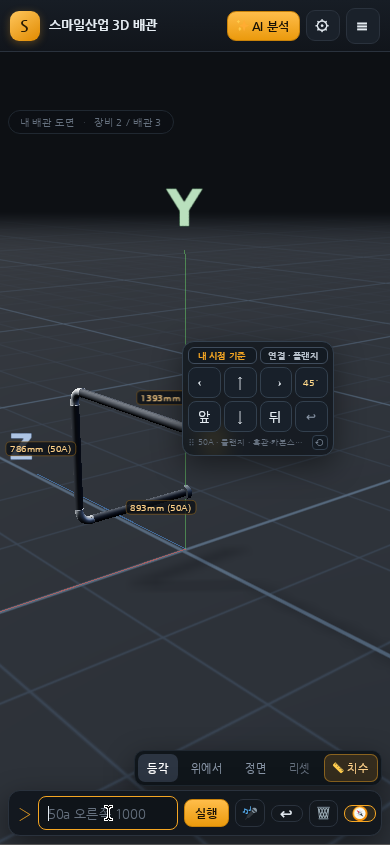 S 스마일산업 3D 배관 AI 분석
내 배관 도면 · 장비 2 / 배관 3
Y
내 시점 기준 연결·플랜지
← ↑ → 45°
앞 ↓ 뒤 ↩
50A · 플랜지 · 흑관·카본스…
1393mm
Z
786mm (50A)
893mm (50A)
등각 위에서 정면 리셋 📏 치수
50a 오른 1000 실행